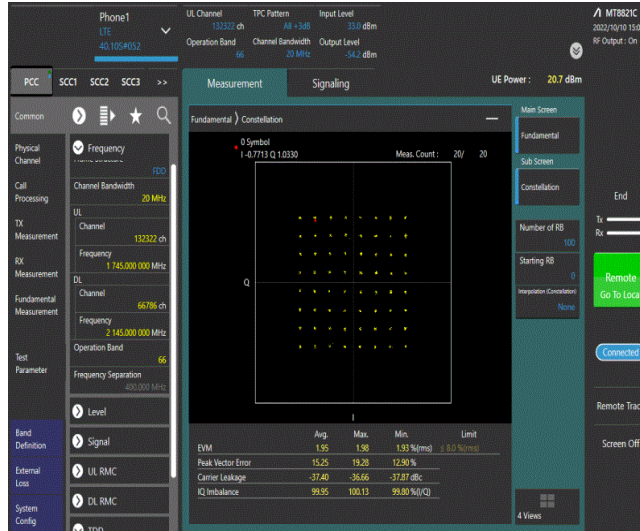 Phone1
LTE
40.10S#052
UL Channel
132322 ch
TPC Pattern
All +3dB
Input Level
33.0 dBm
Operation Band
66
Channel Bandwidth
20 MHz
Output Level
-54.2 dBm
MT8821C
2022/10/10 15:0
RF Output : On
PCC SCC1 SCC2 SCC3 >>
Measurement
Signaling
UE Power : 20.7 dBm
Common
Physical
Channel
Call
Processing
TX
Measurement
RX
Measurement
Fundamental
Measurement
Test
Parameter
Band
Definition
External
Loss
System
Config
Frequency
Frame Structure
FDD
Channel Bandwidth
20 MHz
UL
Channel
132322 ch
Frequency
1 745.000 000 MHz
DL
Channel
66786 ch
Frequency
2 145.000 000 MHz
Operation Band
66
Frequency Separation
400.000 MHz
Level
Signal
UL RMC
DL RMC
TDD
Fundamental 〉 Constellation
0 Symbol
I -0.7713 Q 1.0330
Meas. Count : 20/ 20
Q
I
Avg. Max. Min. Limit
EVM 1.95 1.98 1.93 %(rms) ≤ 8.0 %(rms)
Peak Vector Error 15.25 19.28 12.90 %
Carrier Leakage -37.40 -36.66 -37.87 dBc
IQ Imbalance 99.95 100.13 99.80 %(I/Q)
Main Screen
Fundamental
Sub Screen
Constellation
Number of RB
100
Starting RB
0
Interpolation (Constellation)
None
4 Views
End
Tx
Rx
Remote
Go To Loca
Connected
Remote Trac
Screen Off